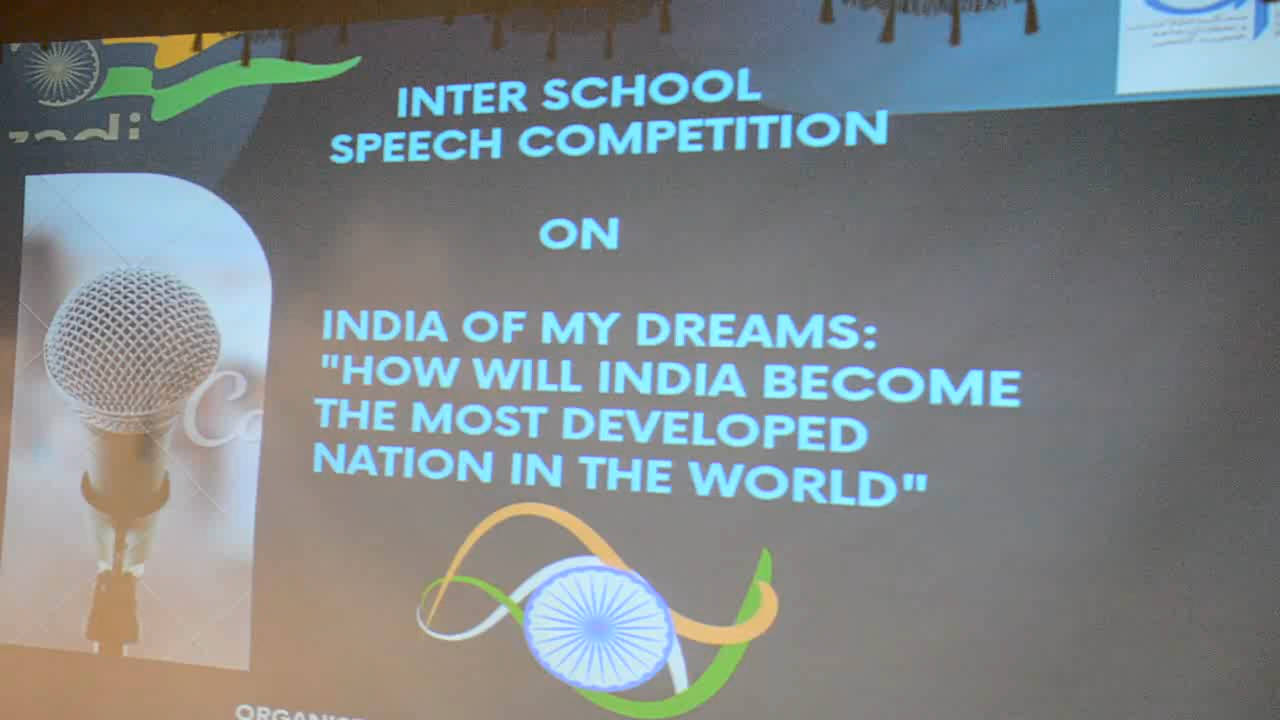 INTER SCHOOL
SPEECH COMPETITION
ON
INDIA OF MY DREAMS:
"HOW WILL INDIA BECOME
THE MOST DEVELOPED
NATION IN THE WORLD"